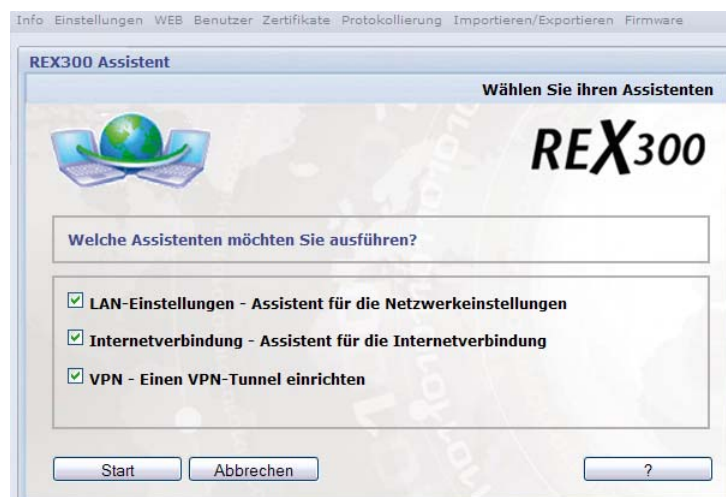 Info Einstellungen WEB Benutzer Zertifikate Protokollierung Importieren/Exportieren Firmware
REX300 Assistent
Wählen Sie ihren Assistenten
REX300
Welche Assistenten möchten Sie ausführen?
LAN-Einstellungen - Assistent für die Netzwerkeinstellungen
Internetverbindung - Assistent für die Internetverbindung
VPN - Einen VPN-Tunnel einrichten
Start Abbrechen ?